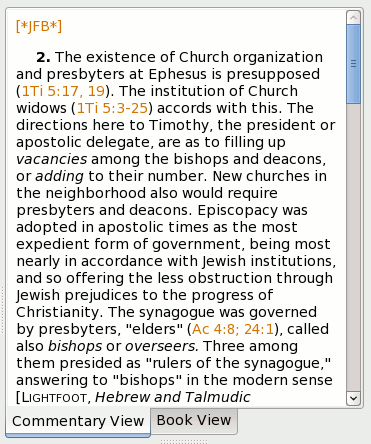 [*JFB*]
2. The existence of Church organization
and presbyters at Ephesus is presupposed
(1Ti 5:17, 19). The institution of Church
widows (1Ti 5:3-25) accords with this. The
directions here to Timothy, the president or
apostolic delegate, are as to filling up
vacancies among the bishops and deacons,
or adding to their number. New churches in
the neighborhood also would require
presbyters and deacons. Episcopacy was
adopted in apostolic times as the most
expedient form of government, being most
nearly in accordance with Jewish institutions,
and so offering the less obstruction through
Jewish prejudices to the progress of
Christianity. The synagogue was governed
by presbyters, "elders" (Ac 4:8; 24:1), called
also bishops or overseers. Three among
them presided as "rulers of the synagogue,"
answering to "bishops" in the modern sense
[LIGHTFOOT, Hebrew and Talmudic
Commentary View Book View